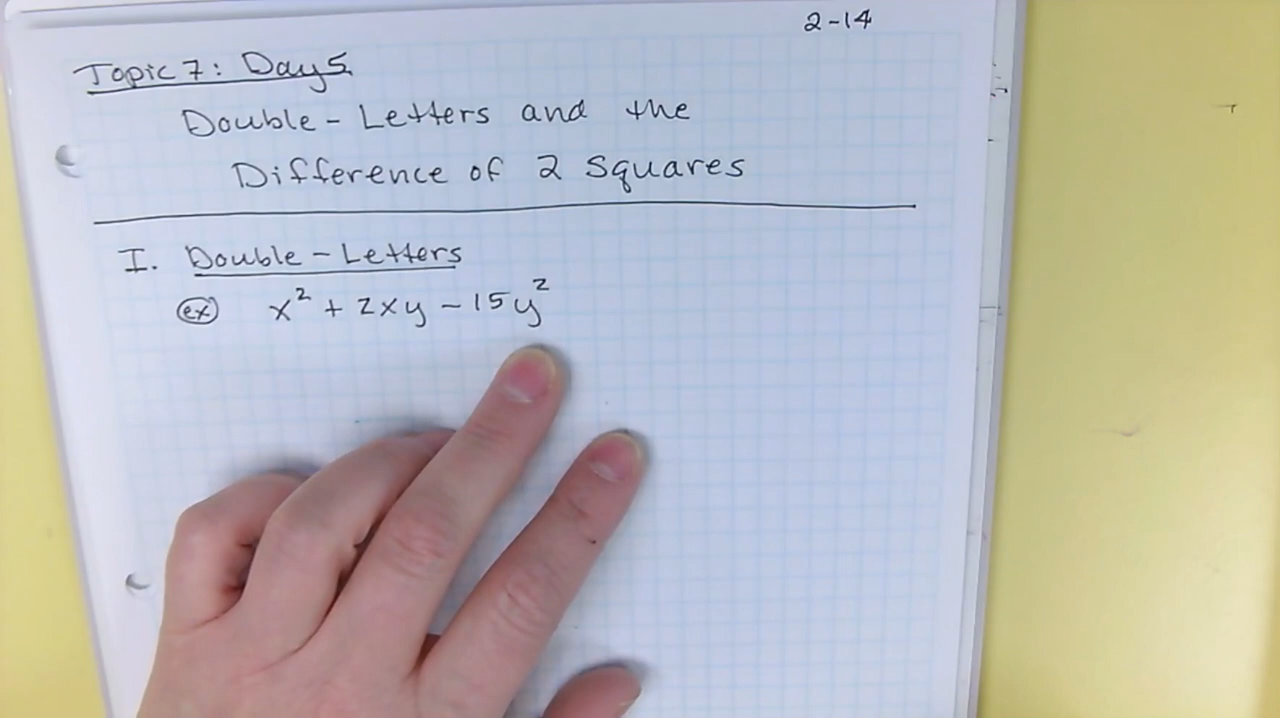 2-14
Topic 7: Day 5
Double-Letters and the
Difference of 2 Squares
I. Double-Letters
ex x² + 2xy - 15y²